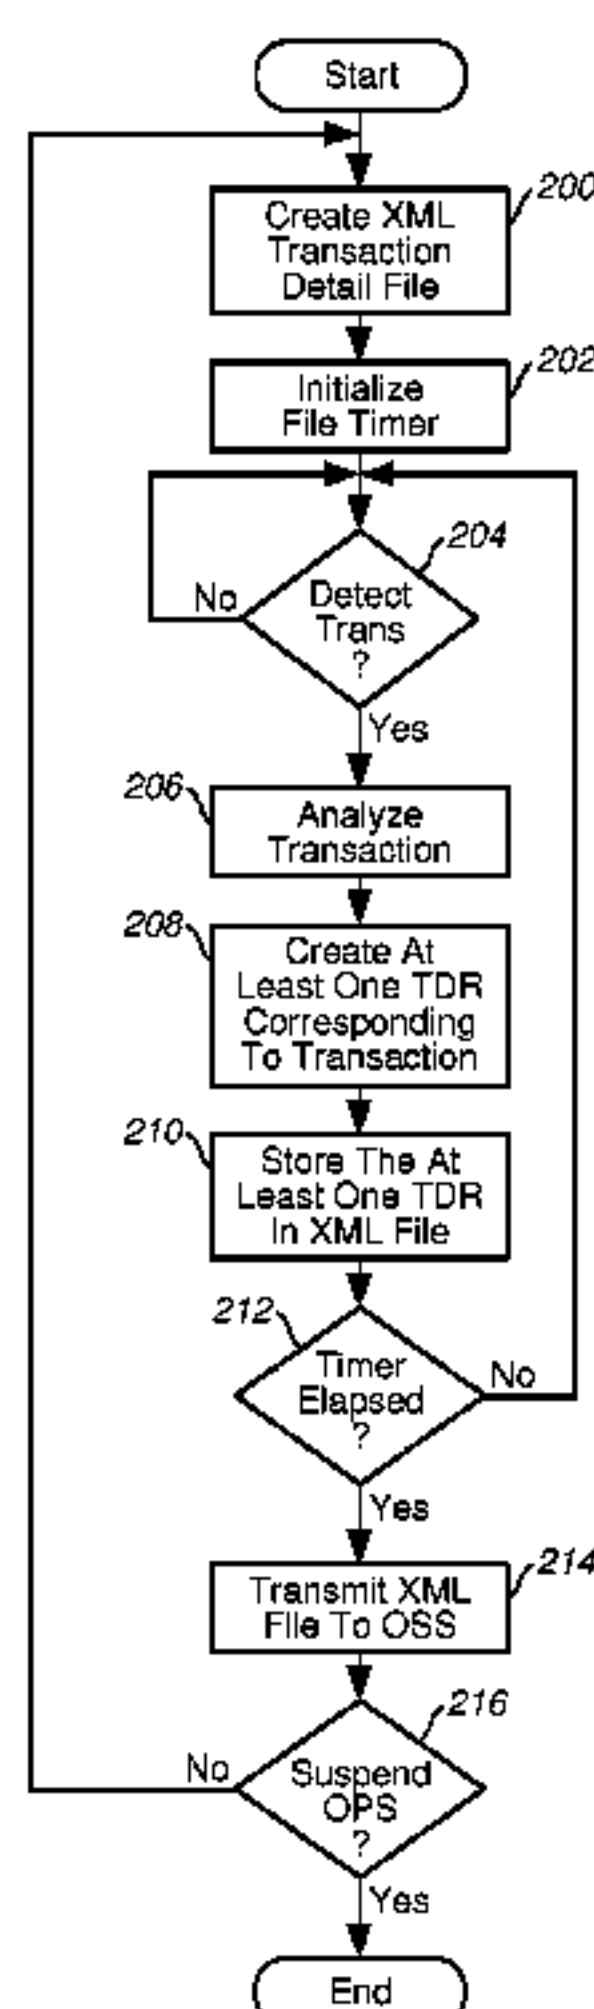 Start
200
Create XML
Transaction
Detail File
202
Initialize
File Timer
204
Detect
Trans
?
No
Yes
206
Analyze
Transaction
208
Create At
Least One TDR
Corresponding
To Transaction
210
Store The At
Least One TDR
In XML File
212
Timer
Elapsed
?
No
Yes
214
Transmit XML
File To OSS
216
Suspend
OPS
?
No
Yes
End